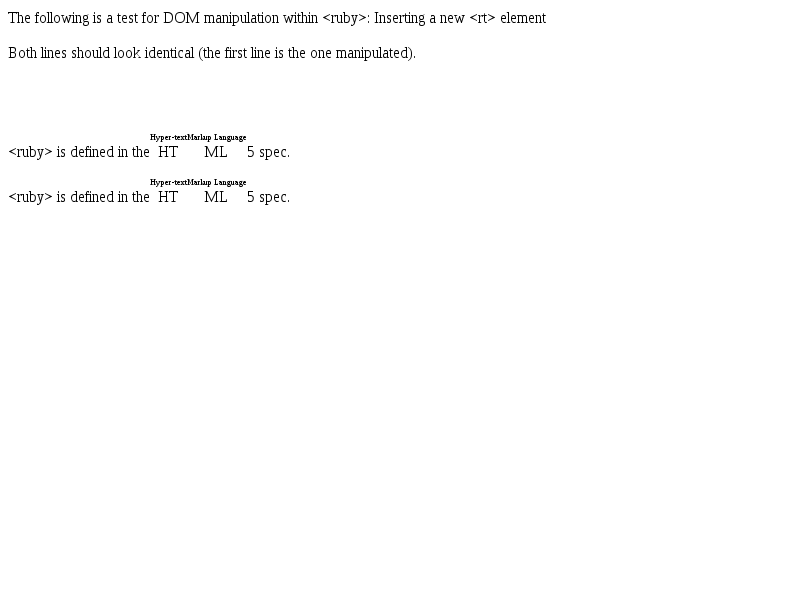 The following is a test for DOM manipulation within <ruby>: Inserting a new <rt> element
Both lines should look identical (the first line is the one manipulated).
Hyper-textMarkup Language
<ruby> is defined in the HT ML 5 spec.
Hyper-textMarkup Language
<ruby> is defined in the HT ML 5 spec.